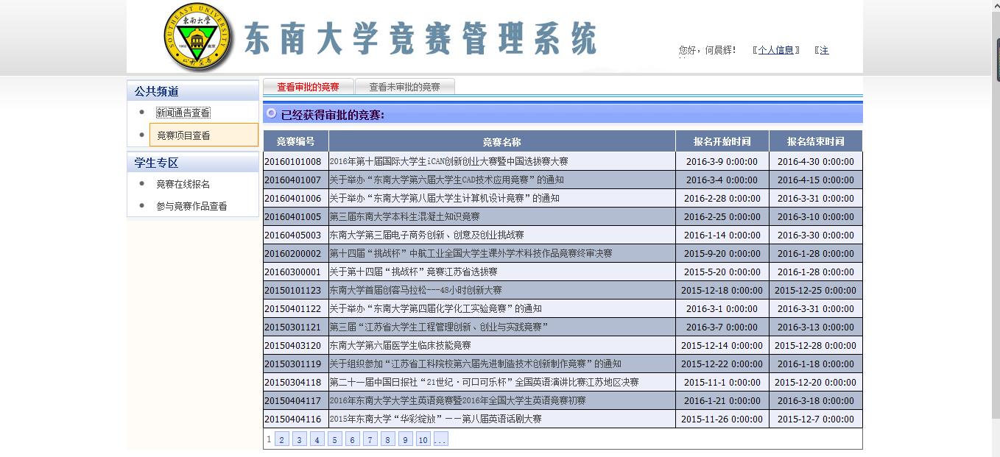 SOUTHEAST UNIVERSITY
东南大学
1902 南京
东南大学竞赛管理系统
您好，何晨辉！ 〖个人信息〗 〖注
公共频道
新闻通告查看
竞赛项目查看
学生专区
竞赛在线报名
参与竞赛作品查看
查看审批的竞赛 查看未审批的竞赛
已经获得审批的竞赛:
竞赛编号 竞赛名称 报名开始时间 报名结束时间
20160101008 2016年第十届国际大学生iCAN创新创业大赛暨中国选拔赛大赛 2016-3-9 0:00:00 2016-4-30 0:00:00
20160401007 关于举办“东南大学第六届大学生CAD技术应用竞赛”的通知 2016-3-4 0:00:00 2016-4-15 0:00:00
20160401006 关于举办“东南大学第八届大学生计算机设计竞赛”的通知 2016-2-28 0:00:00 2016-3-31 0:00:00
20160401005 第三届东南大学本科生混凝土知识竞赛 2016-2-25 0:00:00 2016-3-10 0:00:00
20160405003 东南大学第三届电子商务创新、创意及创业挑战赛 2016-1-14 0:00:00 2016-3-30 0:00:00
20160200002 第十四届“挑战杯”中航工业全国大学生课外学术科技作品竞赛终审决赛 2015-9-20 0:00:00 2016-1-28 0:00:00
20160300001 关于第十四届“挑战杯”竞赛江苏省选拔赛 2015-5-20 0:00:00 2016-1-28 0:00:00
20150101123 东南大学首届创客马拉松---48小时创新大赛 2015-12-18 0:00:00 2015-12-25 0:00:00
20150401122 关于举办“东南大学第四届化学化工实验竞赛”的通知 2016-3-1 0:00:00 2016-3-31 0:00:00
20150301121 第三届“江苏省大学生工程管理创新、创业与实践竞赛” 2016-3-7 0:00:00 2016-3-13 0:00:00
20150403120 东南大学第六届医学生临床技能竞赛 2015-12-14 0:00:00 2015-12-28 0:00:00
20150301119 关于组织参加“江苏省工科院校第六届先进制造技术创新制作竞赛”的通知 2015-12-22 0:00:00 2016-1-18 0:00:00
20150304118 第二十一届中国日报社“21世纪·可口可乐杯”全国英语演讲比赛江苏地区决赛 2015-11-1 0:00:00 2015-12-20 0:00:00
20150404117 2016年东南大学大学生英语竞赛暨2016年全国大学生英语竞赛初赛 2016-1-21 0:00:00 2016-3-18 0:00:00
20150404116 2015年东南大学“华彩绽放”——第八届英语话剧大赛 2015-11-26 0:00:00 2015-12-7 0:00:00
1 2 3 4 5 6 7 8 9 10 ...